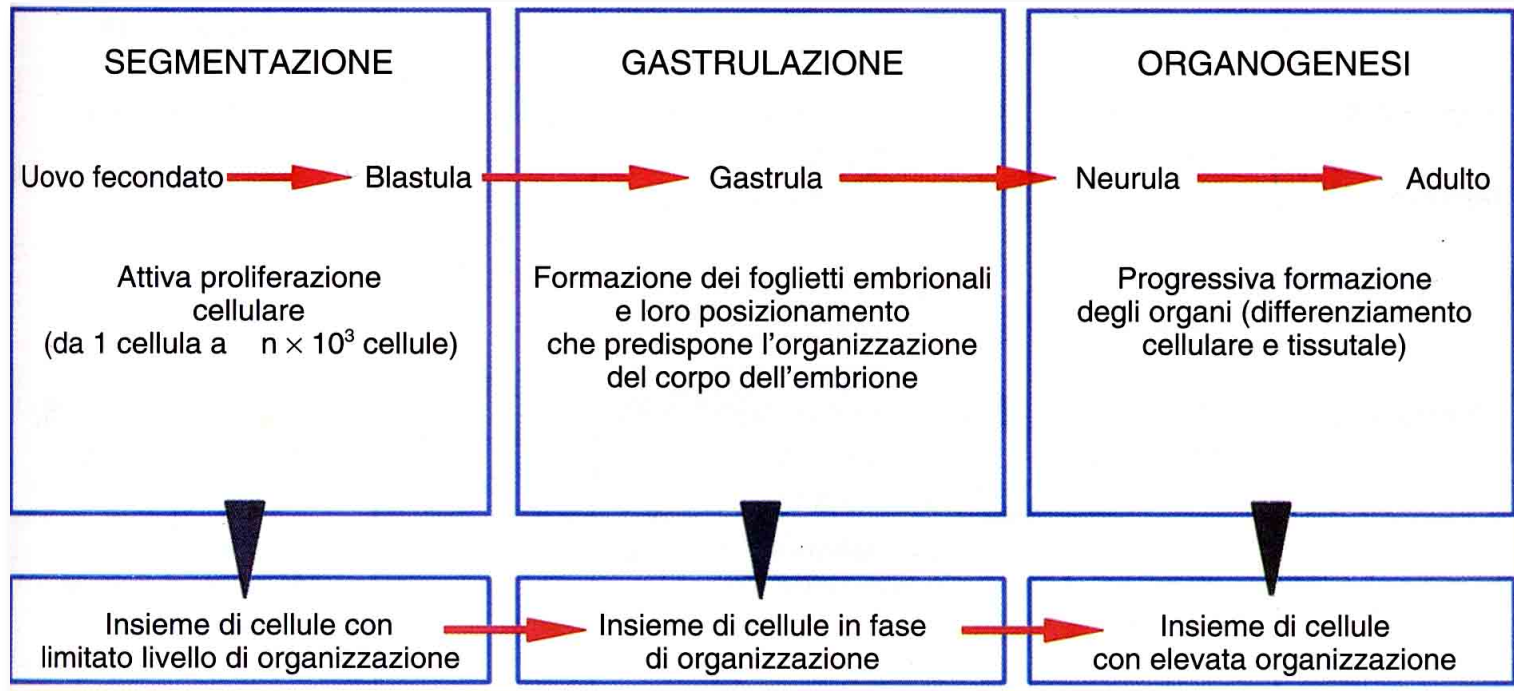 SEGMENTAZIONE
Uovo fecondato
Blastula
Attiva proliferazione
cellulare
(da 1 cellula a n × 10³ cellule)
GASTRULAZIONE
Gastrula
Formazione dei foglietti embrionali
e loro posizionamento
che predispone l'organizzazione
del corpo dell'embrione
ORGANOGENESI
Neurula
Adulto
Progressiva formazione
degli organi (differenziamento
cellulare e tissutale)
Insieme di cellule con
limitato livello di organizzazione
Insieme di cellule in fase
di organizzazione
Insieme di cellule
con elevata organizzazione